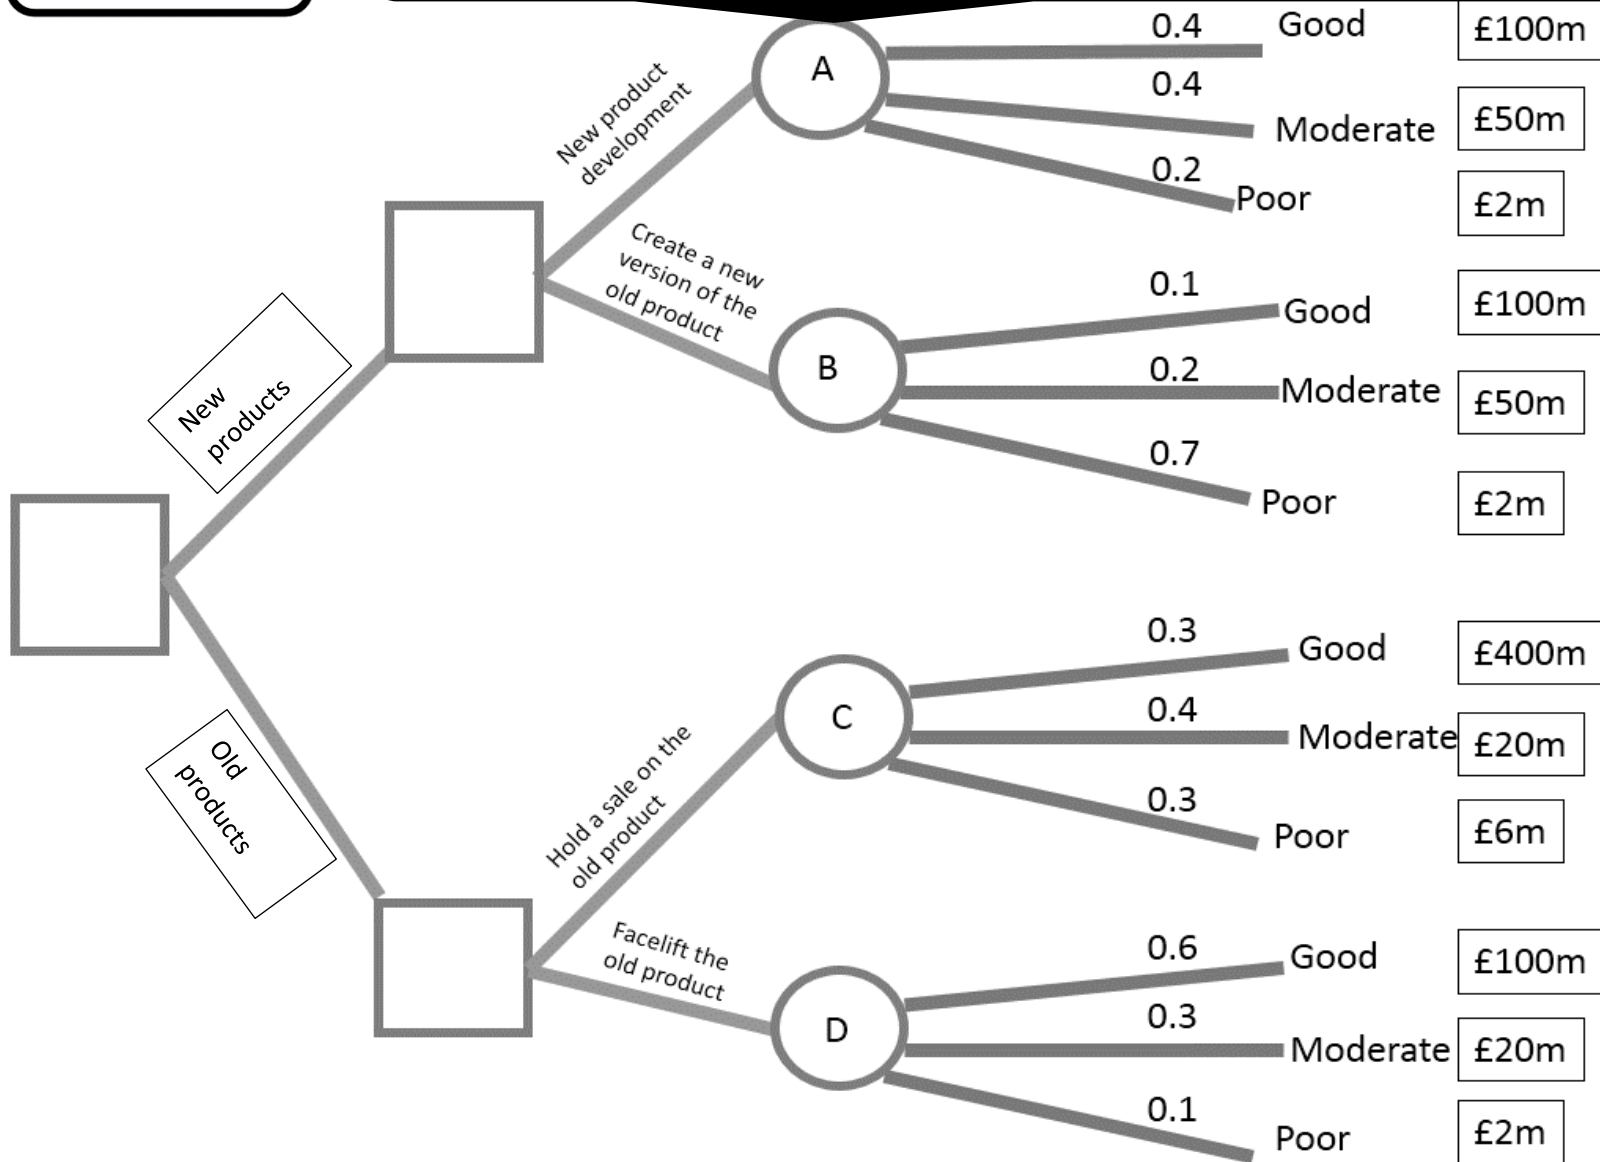 0.4 Good £100m
New product
development
A
0.4 Moderate £50m
0.2 Poor £2m
Create a new
version of the
old product
B
0.1 Good £100m
0.2 Moderate £50m
0.7 Poor £2m
New
products
Old
products
Hold a sale on the
old product
C
0.3 Good £400m
0.4 Moderate £20m
0.3 Poor £6m
Facelift the
old product
D
0.6 Good £100m
0.3 Moderate £20m
0.1 Poor £2m